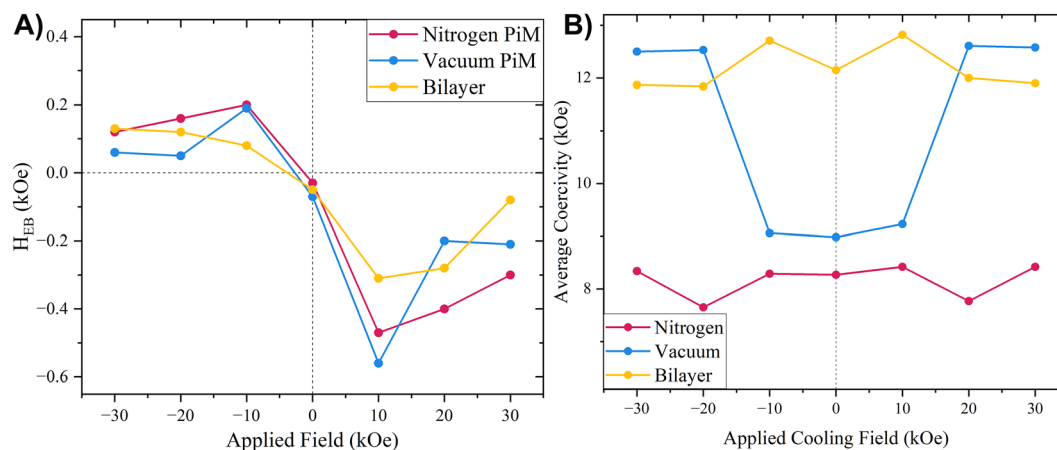 A)
0.4
0.2
0.0
−0.2
−0.4
−0.6
H_EB (kOe)
−30 −20 −10 0 10 20 30
Applied Field (kOe)
Nitrogen PiM
Vacuum PiM
Bilayer
B)
12
10
8
Average Coercivity (kOe)
−30 −20 −10 0 10 20 30
Applied Cooling Field (kOe)
Nitrogen
Vacuum
Bilayer